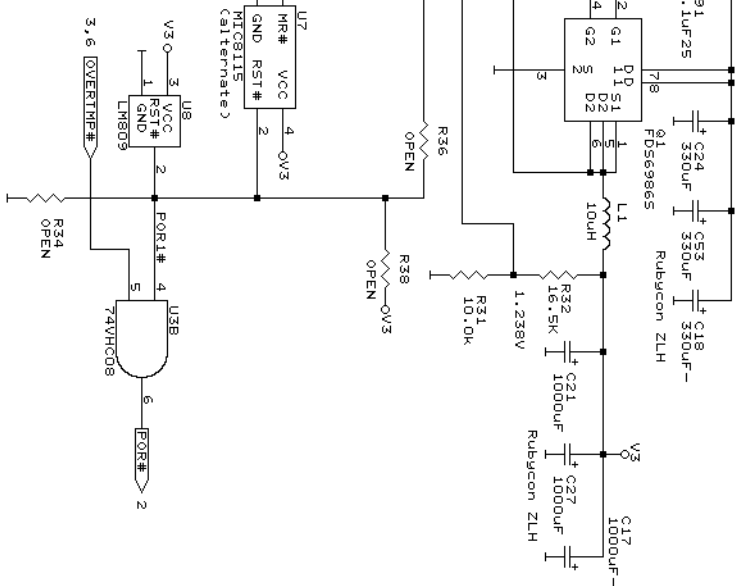 91
.1uF25
C24
330uF
C53
330uF
C18
330uF-
Rubycon ZLH
4
2
G2
G1
3
S
2
D
D
1
1
7
8
D2
D2
S1
6
5
1
Q1
FDS6986S
L1
10uH
R32
16.5K
1.238V
R31
10.0k
C21
1000uF
C27
1000uF
C17
1000uF-
Rubycon ZLH
V3
R36
OPEN
R38
OPEN
V3
U7
MR#
VCC
GND
RST#
MIC8115
(alternate)
2
4
V3
V3
3
1
U8
VCC
RST#
GND
LM809
2
3,6
OVERTMP#
R34
OPEN
POR1#
5
4
U3B
74VHC08
6
POR#
2